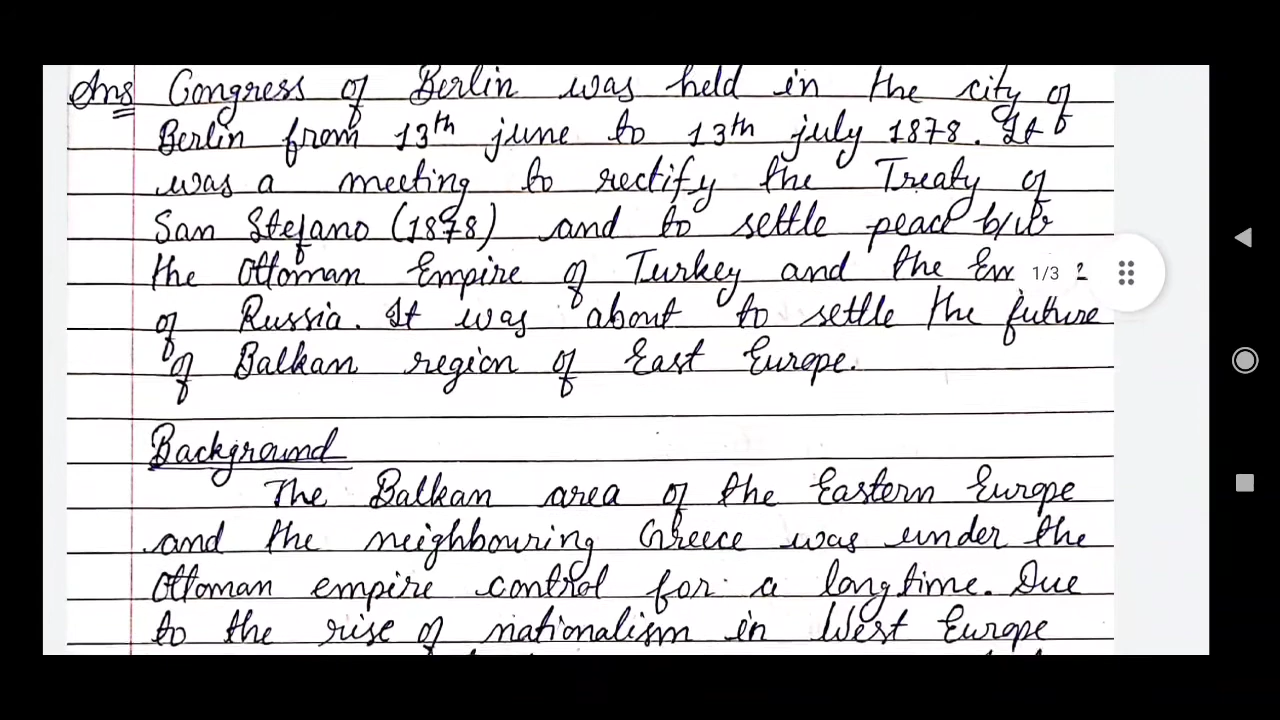 Ans Congress of Berlin was held in the city of
Berlin from 13th june to 13th july 1878. It
was a meeting to rectify the Treaty of
San Stefano (1878) and to settle peace b/w
the Ottoman Empire of Turkey and the Em
1/3
of Russia. It was about to settle the future
of Balkan region of East Europe.
Background
The Balkan area of the Eastern Europe
and the neighbouring Greece was under the
Ottoman empire control for a long time. Due
to the rise of nationalism in West Europe